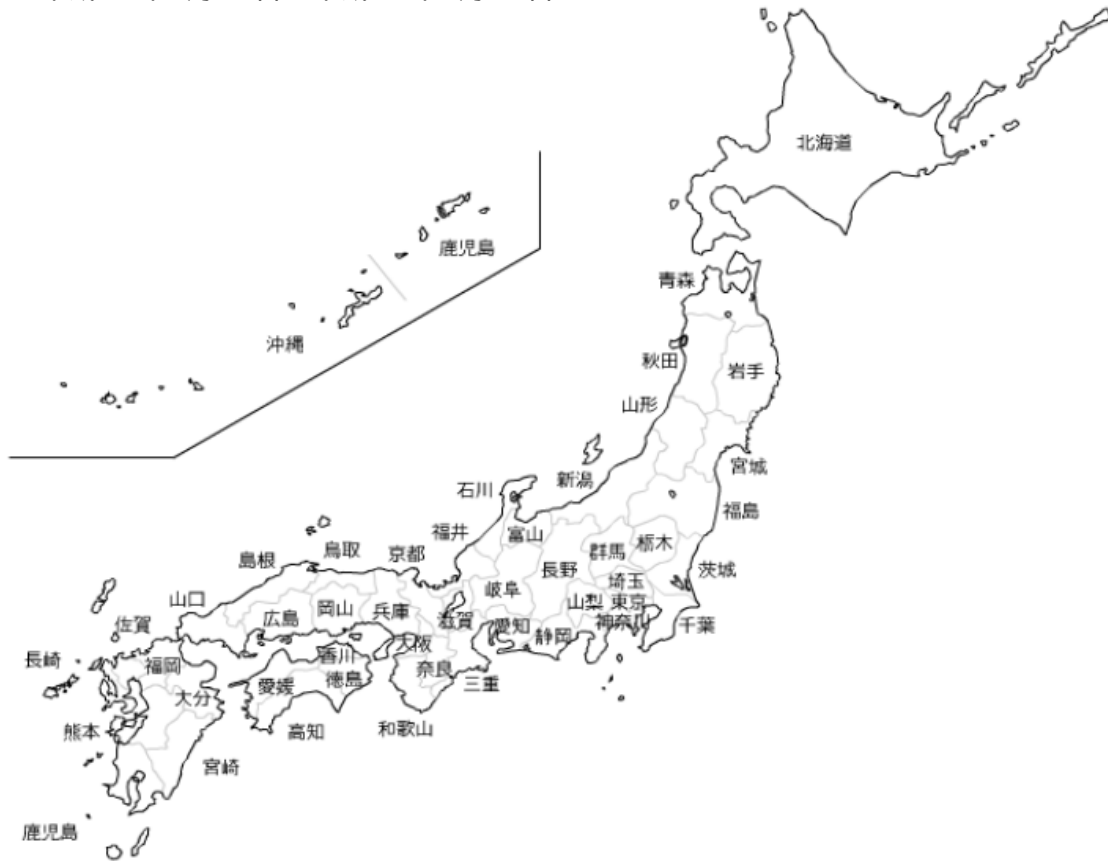 北海道
鹿児島
青森
沖縄
秋田
岩手
山形
宮城
新潟
石川
福島
福井
富山
栃木
群馬
鳥取
京都
島根
長野
茨城
埼玉
岐阜
山口
岡山
兵庫
山梨
東京
広島
滋賀
愛知
神奈川
千葉
佐賀
静岡
大阪
香川
長崎
福岡
奈良
徳島
三重
愛媛
大分
熊本
高知
和歌山
宮崎
鹿児島